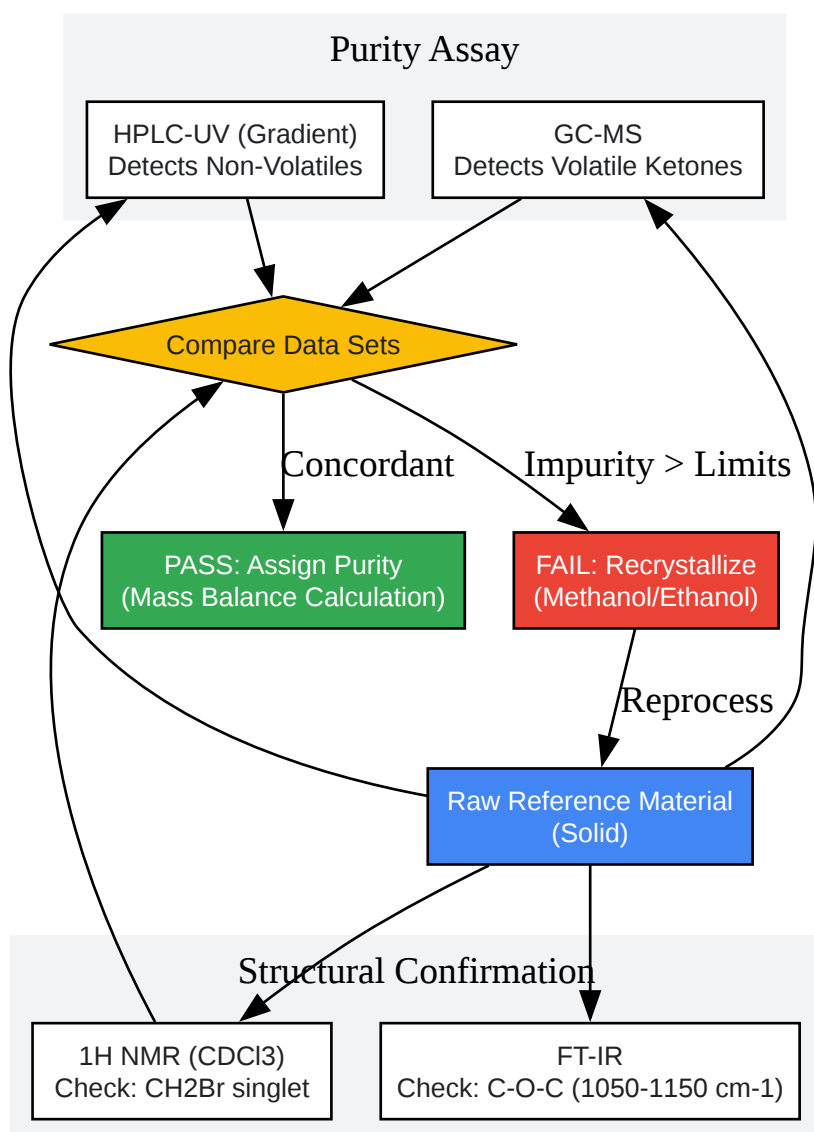 Purity Assay
HPLC-UV (Gradient)
Detects Non-Volatiles
GC-MS
Detects Volatile Ketones
Compare Data Sets
Concordant
Impurity > Limits
PASS: Assign Purity
(Mass Balance Calculation)
FAIL: Recrystallize
(Methanol/Ethanol)
Reprocess
Raw Reference Material
(Solid)
Structural Confirmation
1H NMR (CDCl3)
Check: CH2Br singlet
FT-IR
Check: C-O-C (1050-1150 cm-1)